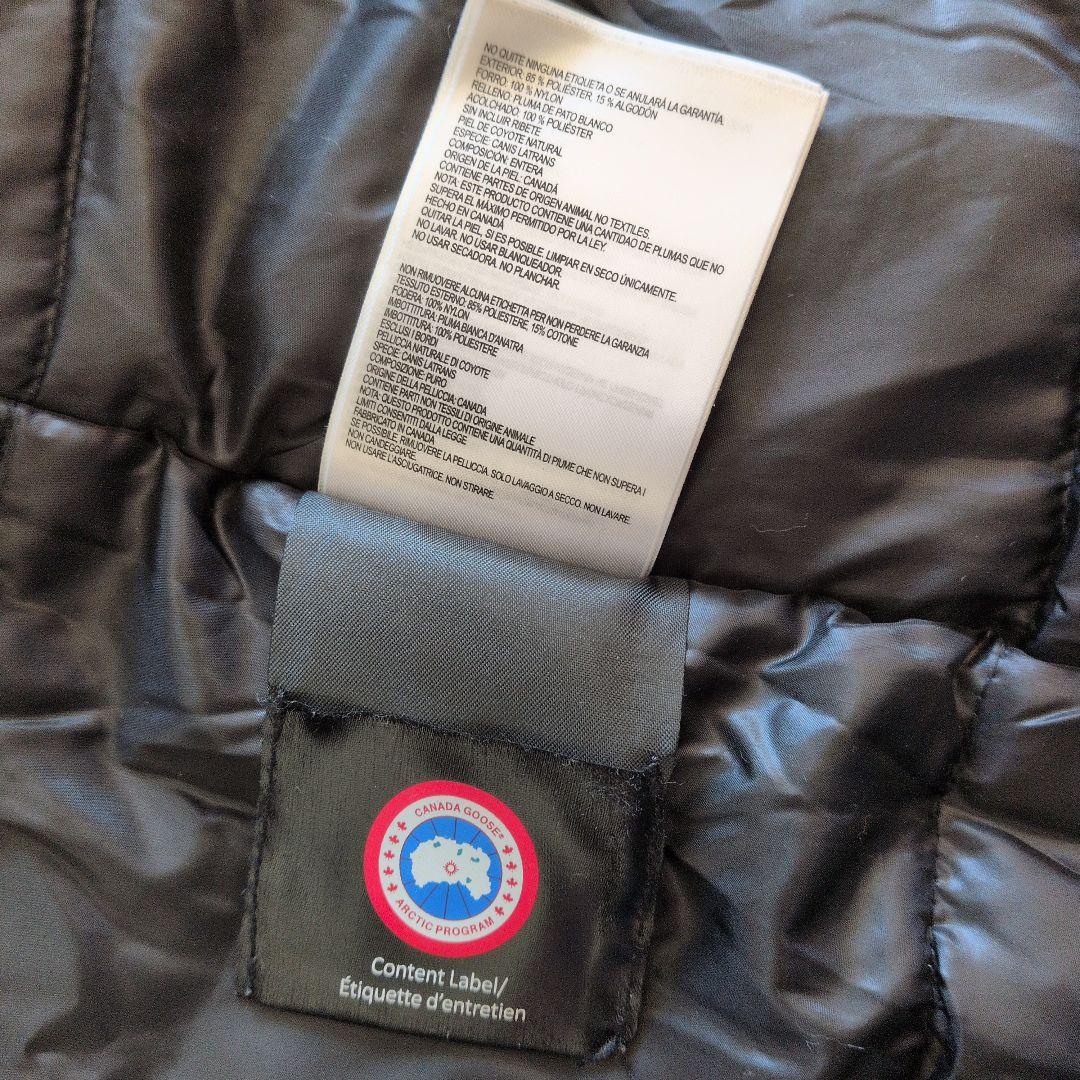 NO QUITE NINGUNA ETIQUETA O SE ANULARÁ LA GARANTÍA.
EXTERIOR: 85 % POLIÉSTER, 15 % ALGODÓN
FORRO: 100 % NYLON
RELLENO: PLUMA DE PATO BLANCO
ACOLCHADO: 100 % POLIÉSTER
SIN INCLUIR RIBETE
PIEL DE COYOTE NATURAL
ESPECIE: CANIS LATRANS
COMPOSICIÓN: ENTERA
ORIGEN DE LA PIEL: CANADÁ
CONTIENE PARTES DE ORIGEN ANIMAL NO TEXTILES.
NOTA: ESTE PRODUCTO CONTIENE UNA CANTIDAD DE PLUMAS QUE NO
SUPERA EL MÁXIMO PERMITIDO POR LA LEY.
HECHO EN CANADÁ
QUITAR LA PIEL, SI ES POSIBLE. LIMPIAR EN SECO ÚNICAMENTE.
NO LAVAR. NO USAR BLANQUEADOR.
NO USAR SECADORA. NO PLANCHAR.
NON RIMUOVERE ALCUNA ETICHETTA PER NON PERDERE LA GARANZIA
TESSUTO ESTERNO: 85% POLIESTERE, 15% COTONE
FODERA: 100% NYLON
IMBOTTITURA: PIUMA BIANCA D'ANATRA
IMBOTTITURA: 100% POLIESTERE
ESCLUSI I BORDI
PELLICCIA NATURALE DI COYOTE
SPECIE: CANIS LATRANS
COMPOSIZIONE: PURO
ORIGINE DELLA PELLICCIA: CANADA
CONTIENE PARTI NON TESSILI DI ORIGINE ANIMALE
NOTA: QUESTO PRODOTTO CONTIENE UNA QUANTITÀ DI PIUME CHE NON SUPERA I
LIMITI CONSENTITI DALLA LEGGE.
FABBRICATO IN CANADA
SE POSSIBILE, RIMUOVERE LA PELLICCIA. SOLO LAVAGGIO A SECCO. NON LAVARE.
NON CANDEGGIARE.
NON USARE L'ASCIUGATRICE. NON STIRARE.
CANADA GOOSE®
ARCTIC PROGRAM
Content Label/
Étiquette d'entretien